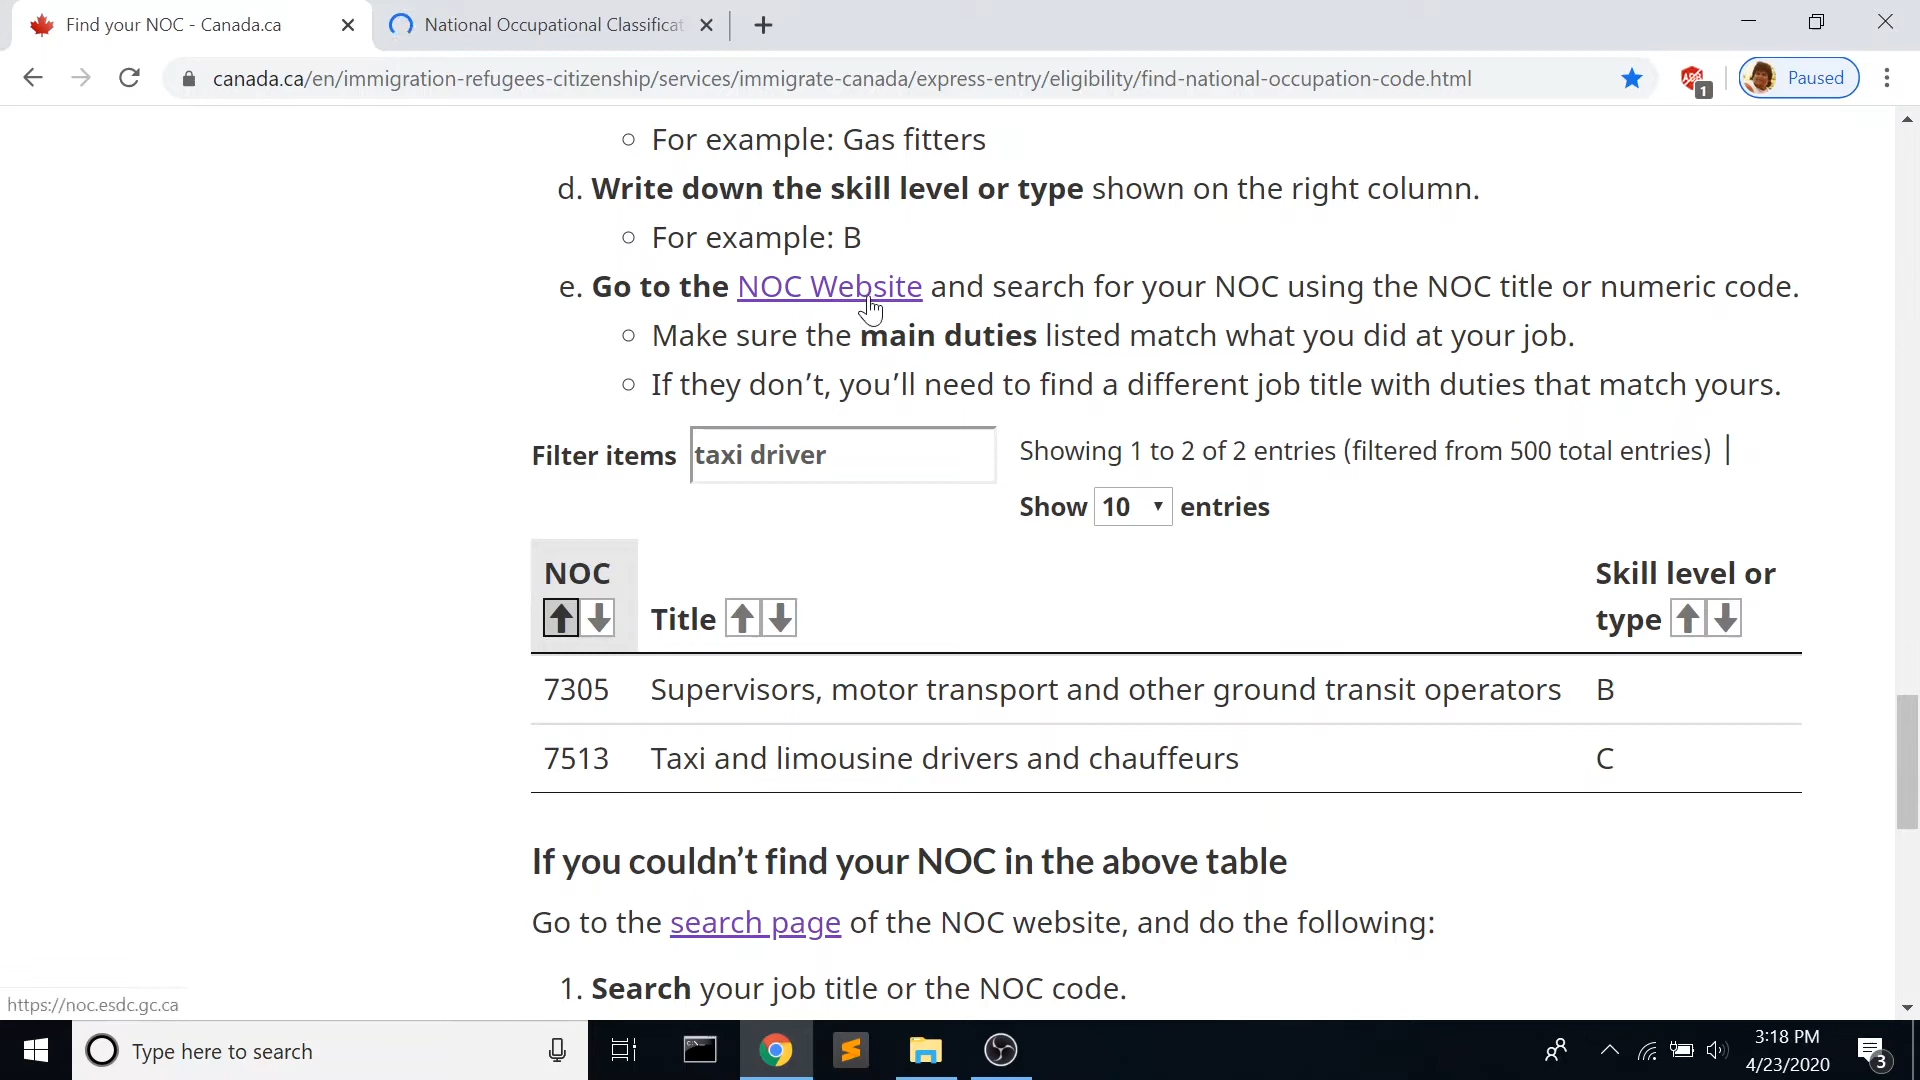 Find your NOC - Canada.ca
National Occupational Classificat
canada.ca/en/immigration-refugees-citizenship/services/immigrate-canada/express-entry/eligibility/find-national-occupation-code.html
ABP
1
Paused
○ For example: Gas fitters
d. Write down the skill level or type shown on the right column.
○ For example: B
e. Go to the NOC Website and search for your NOC using the NOC title or numeric code.
○ Make sure the main duties listed match what you did at your job.
○ If they don’t, you’ll need to find a different job title with duties that match yours.
Filter items taxi driver Showing 1 to 2 of 2 entries (filtered from 500 total entries) |
Show 10 entries
NOC
Title
Skill level or
type
7305 Supervisors, motor transport and other ground transit operators B
7513 Taxi and limousine drivers and chauffeurs C
If you couldn’t find your NOC in the above table
Go to the search page of the NOC website, and do the following:
1. Search your job title or the NOC code.
https://noc.esdc.gc.ca
Type here to search
3:18 PM
4/23/2020
3